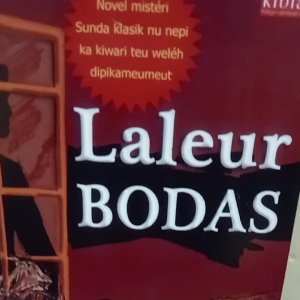 Novel mistéri
Sunda klasik nu nepi
ka kiwari teu weléh
dipikameumeut
Laleur
BODAS